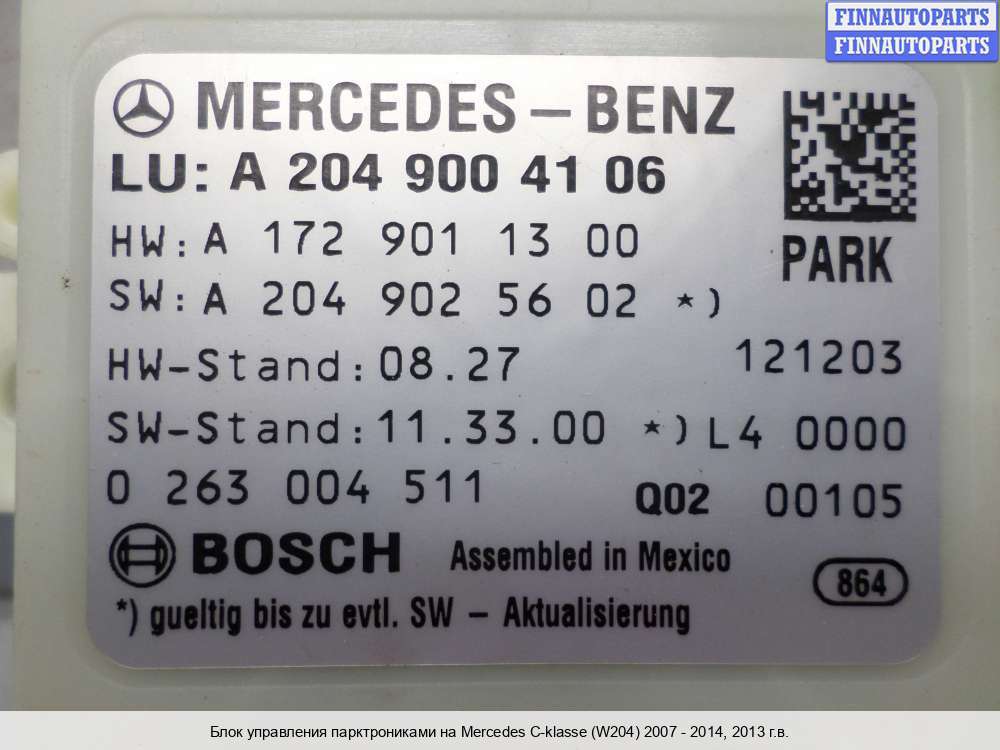 FINNAUTOPARTS
FINNAUTOPARTS
MERCEDES – BENZ
LU: A 204 900 41 06
HW: A 172 901 13 00
PARK
SW: A 204 902 56 02 *)
HW-Stand: 08.27 121203
SW-Stand: 11.33.00 *) L4 0000
0 263 004 511 Q02 00105
BOSCH Assembled in Mexico
864
*) gueltig bis zu evtl. SW – Aktualisierung
Блок управления парктрониками на Mercedes C-klasse (W204) 2007 - 2014, 2013 г.в.